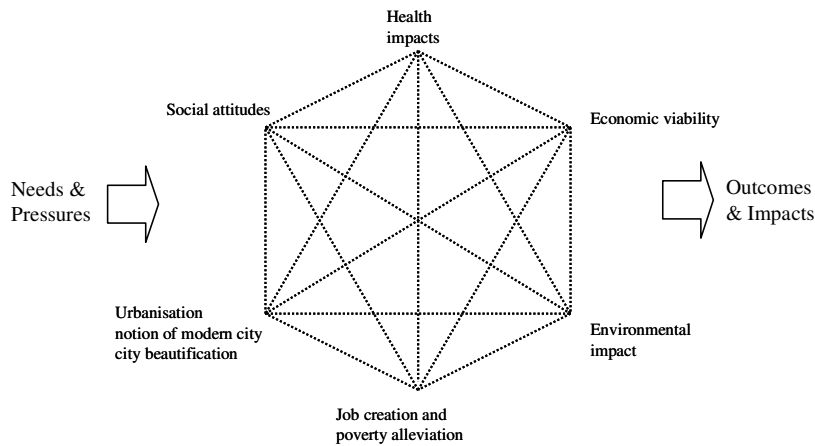 Health
impacts
Social attitudes
Economic viability
Needs &
Pressures
Outcomes
& Impacts
Urbanisation
notion of modern city
city beautification
Environmental
impact
Job creation and
poverty alleviation